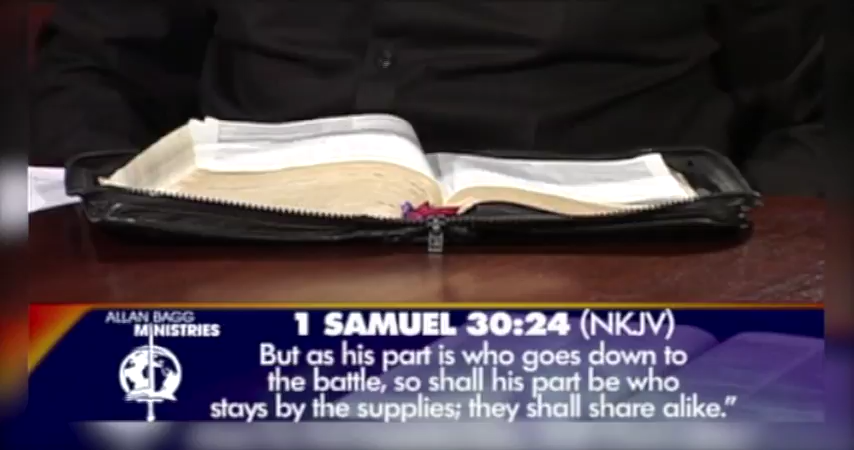 ALLAN BAGG
MINISTRIES
1 SAMUEL 30:24 (NKJV)
But as his part is who goes down to
the battle, so shall his part be who
stays by the supplies; they shall share alike.”